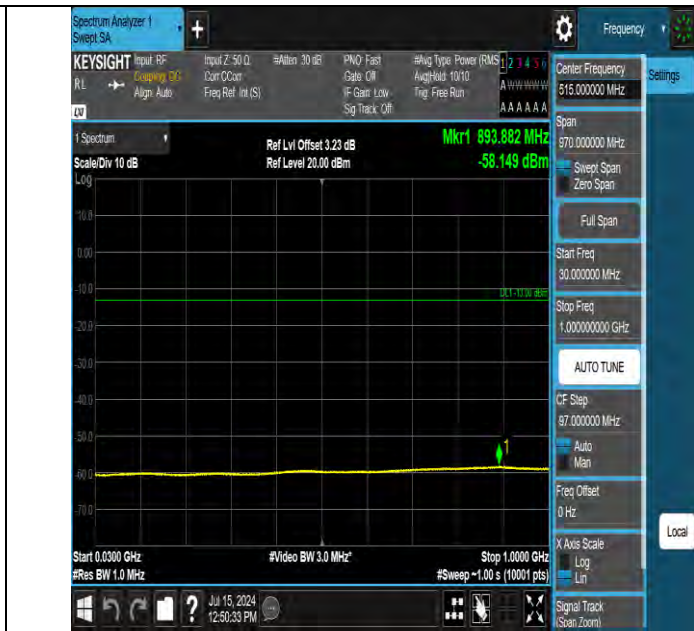 Spectrum Analyzer 1
Swept SA
Frequency
KEYSIGHT
RL
Input: RF
Coupling: DC
Align: Auto
Input Z: 50 Ω
Corr CCorr
Freq Ref: Int (S)
#Atten: 30 dB
PNO: Fast
Gate: Off
IF Gain: Low
Sig Track: Off
#Avg Type: Power (RMS
Avg|Hold: 10/10
Trig: Free Run
1 2 3 4 5 6
A W W W W W
A A A A A A
LXI
1 Spectrum
Scale/Div 10 dB
Ref Lvl Offset 3.23 dB
Ref Level 20.00 dBm
Mkr1 893.882 MHz
-58.149 dBm
Log
10.0
0.00
-10.0
-20.0
-30.0
-40.0
-50.0
-60.0
-70.0
DL1 -13.00 dBm
1
Start 0.0300 GHz
#Res BW 1.0 MHz
#Video BW 3.0 MHz*
Stop 1.0000 GHz
#Sweep ~1.00 s (10001 pts)
?
Jul 15, 2024
12:50:33 PM
Center Frequency
515.000000 MHz
Settings
Span
970.000000 MHz
Swept Span
Zero Span
Full Span
Start Freq
30.000000 MHz
Stop Freq
1.000000000 GHz
AUTO TUNE
CF Step
97.000000 MHz
Auto
Man
Freq Offset
0 Hz
X Axis Scale
Log
Lin
Local
Signal Track
(Span Zoom)